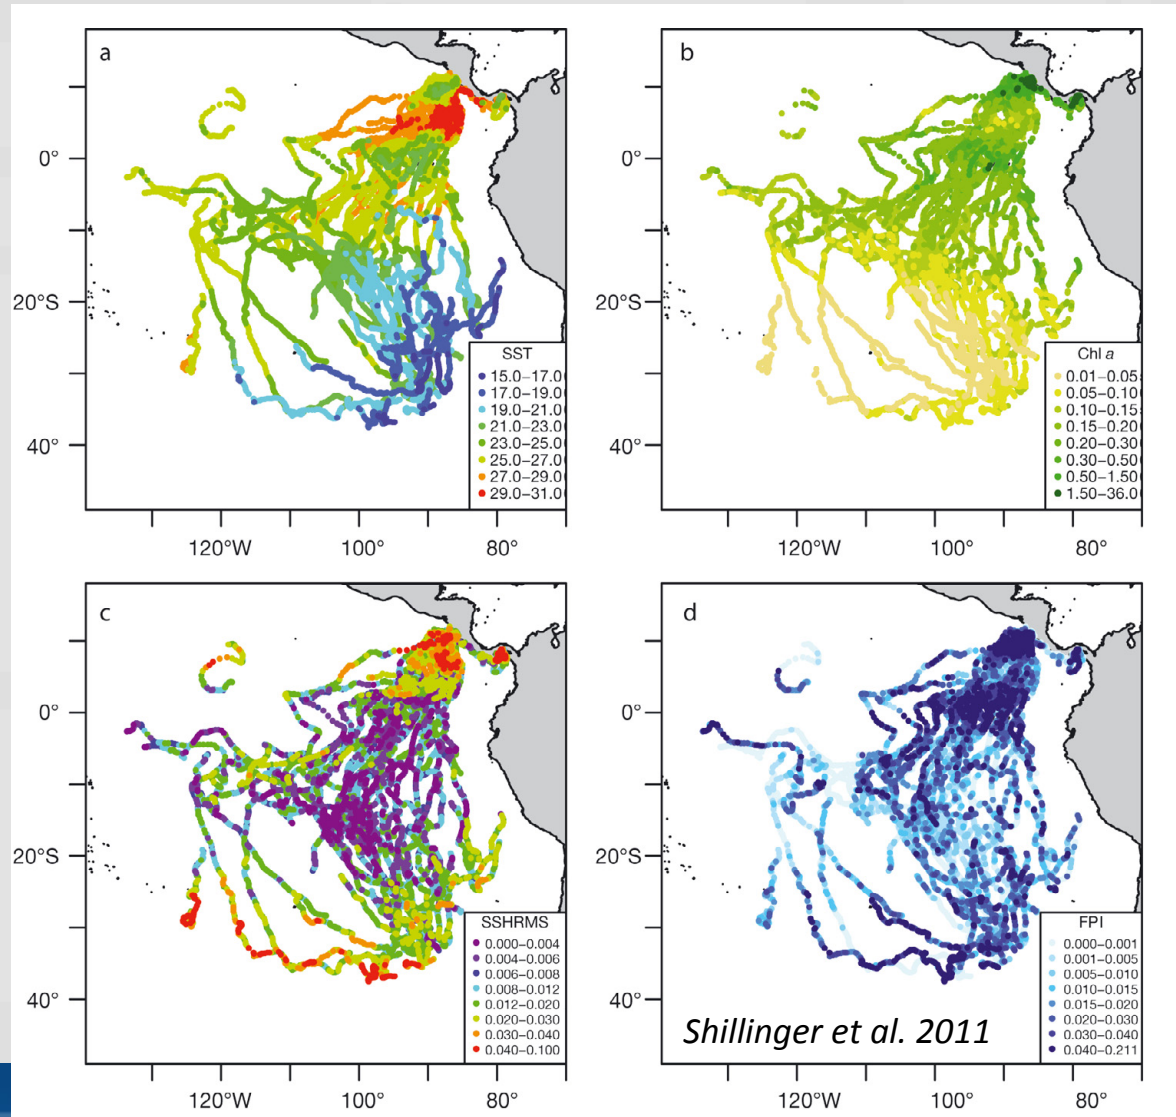 a
0°
20°S
40°
SST
15.0–17.0
17.0–19.0
19.0–21.0
21.0–23.0
23.0–25.0
25.0–27.0
27.0–29.0
29.0–31.0
120°W 100° 80°
b
0°
20°S
40°
Chl a
0.01–0.05
0.05–0.10
0.10–0.15
0.15–0.20
0.20–0.30
0.30–0.50
0.50–1.50
1.50–36.0
120°W 100° 80°
c
0°
20°S
40°
SSHRMS
0.000–0.004
0.004–0.006
0.006–0.008
0.008–0.012
0.012–0.020
0.020–0.030
0.030–0.040
0.040–0.100
120°W 100° 80°
d
0°
20°S
40°
FPI
0.000–0.001
0.001–0.005
0.005–0.010
0.010–0.015
0.015–0.020
0.020–0.030
0.030–0.040
0.040–0.211
Shillinger et al. 2011
120°W 100° 80°